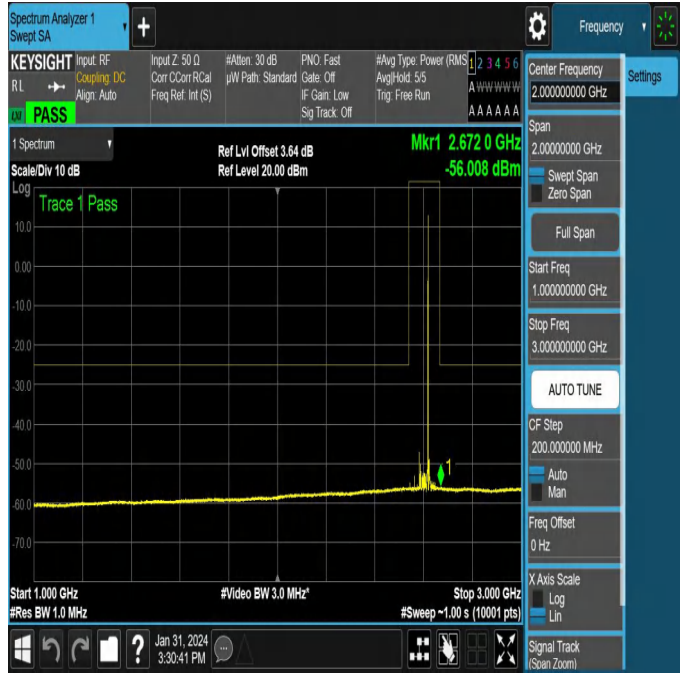 Spectrum Analyzer 1
Swept SA
Frequency
KEYSIGHT
RL
LXI
PASS
Input: RF
Coupling: DC
Align: Auto
Input Z: 50 Ω
Corr CCorr RCal
Freq Ref: Int (S)
#Atten: 30 dB
µW Path: Standard
PNO: Fast
Gate: Off
IF Gain: Low
Sig Track: Off
#Avg Type: Power (RMS
Avg|Hold: 5/5
Trig: Free Run
1 2 3 4 5 6
A W W W W W
A A A A A A
1 Spectrum
Scale/Div 10 dB
Log
Ref Lvl Offset 3.64 dB
Ref Level 20.00 dBm
Mkr1 2.672 0 GHz
-56.008 dBm
Trace 1 Pass
10.0
0.00
-10.0
-20.0
-30.0
-40.0
-50.0
-60.0
-70.0
1
Start 1.000 GHz
#Res BW 1.0 MHz
#Video BW 3.0 MHz*
Stop 3.000 GHz
#Sweep ~1.00 s (10001 pts)
Center Frequency
2.000000000 GHz
Span
2.00000000 GHz
Swept Span
Zero Span
Full Span
Start Freq
1.000000000 GHz
Stop Freq
3.000000000 GHz
AUTO TUNE
CF Step
200.000000 MHz
Auto
Man
Freq Offset
0 Hz
X Axis Scale
Log
Lin
Signal Track
(Span Zoom)
Settings
?
Jan 31, 2024
3:30:41 PM